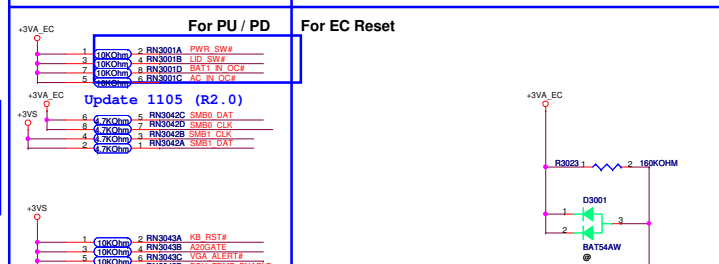 For PU / PD
For EC Reset
+3VA_EC
1 10KOhm 2 RN3001A PWR_SW#
3 10KOhm 4 RN3001B LID_SW#
7 10KOhm 8 RN3001D BAT1_IN_OC#
5 10KOhm 6 RN3001C AC_IN_OC#
+3VA_EC
Update 1105 (R2.0)
+3VS
6 4.7KOhm 5 RN3042C SMB0_DAT
8 4.7KOhm 7 RN3042D SMB0_CLK
4 4.7KOhm 3 RN3042B SMB1_CLK
2 4.7KOhm 1 RN3042A SMB1_DAT
+3VS
1 10KOhm 2 RN3043A KB_RST#
3 10KOhm 4 RN3043B A20GATE
5 10KOhm 6 RN3043C VGA_ALERT#
10KOhm
+3VA_EC
R3023 1 2 160KOHM
D3001
1
3
2
BAT54AW
@